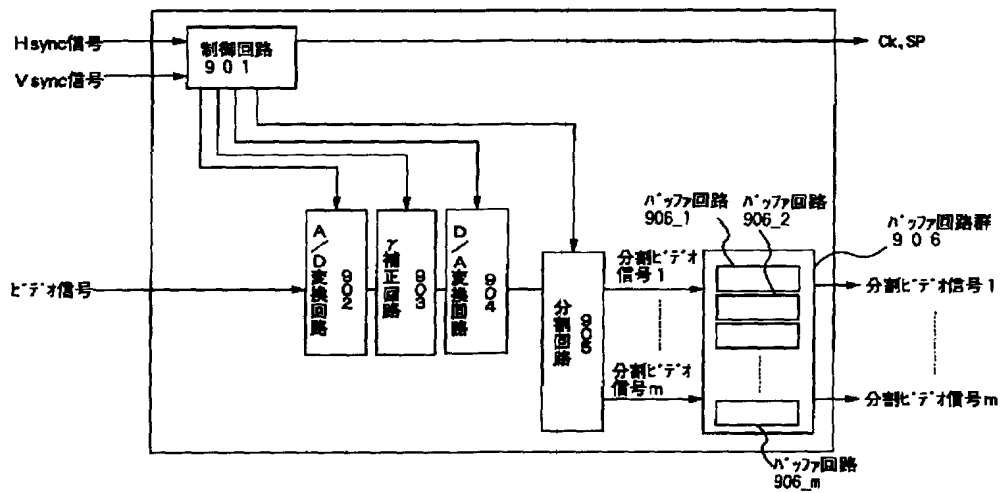 Hsync信号
Vsync信号
制御回路
901
Ck,SP
A/D変換回路
902
γ補正回路
903
D/A変換回路
904
分割回路
905
ビデオ信号
分割ビデオ
信号1
分割ビデオ
信号m
バッファ回路
906_1
バッファ回路
906_2
バッファ回路群
906
分割ビデオ信号1
分割ビデオ信号m
バッファ回路
906_m